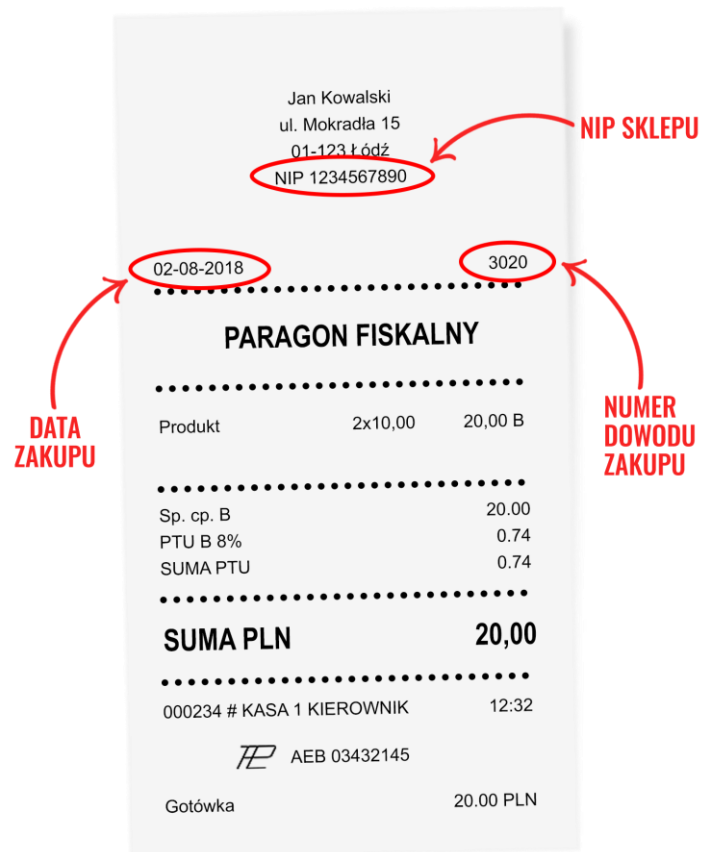 Jan Kowalski
ul. Mokradła 15
01-123 Łódź
NIP 1234567890
NIP SKLEPU
02-08-2018 3020
PARAGON FISKALNY
Produkt 2x10,00 20,00 B
DATA
ZAKUPU
NUMER
DOWODU
ZAKUPU
Sp. cp. B 20.00
PTU B 8% 0.74
SUMA PTU 0.74
SUMA PLN 20,00
000234 # KASA 1 KIEROWNIK 12:32
AEB 03432145
Gotówka 20.00 PLN